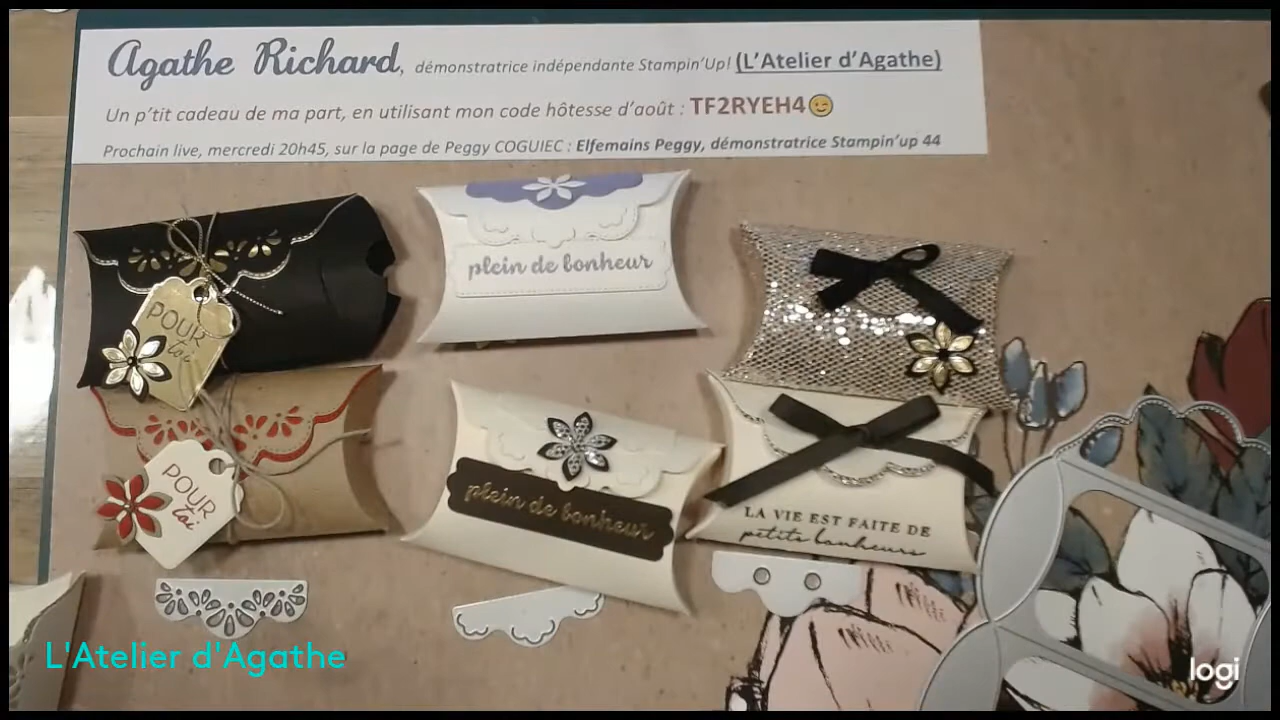 Agathe Richard, démonstratrice indépendante Stampin'Up! (L'Atelier d'Agathe)
Un p'tit cadeau de ma part, en utilisant mon code hôtesse d'août : TF2RYEH4😉
Prochain live, mercredi 20h45, sur la page de Peggy COGUIEC : Elfemains Peggy, démonstratrice Stampin'up 44
plein de bonheur
POUR
toi
POUR
toi
plein de bonheur
LA VIE EST FAITE DE
petits bonheurs
L'Atelier d'Agathe
logi